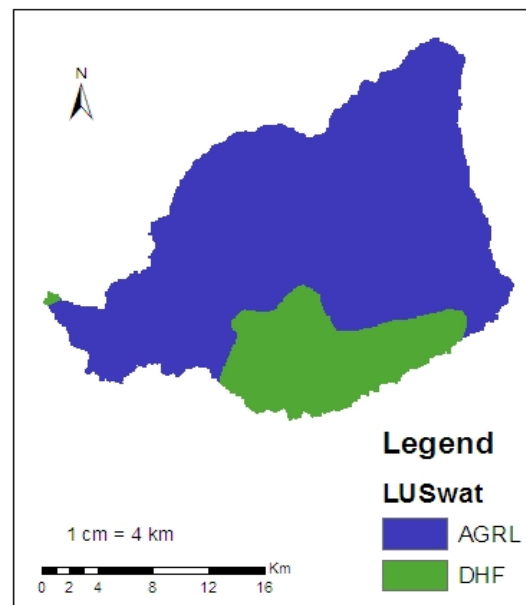 N
Legend
LUSwat
AGRL
DHF
1 cm = 4 km
Km
0 2 4 8 12 16